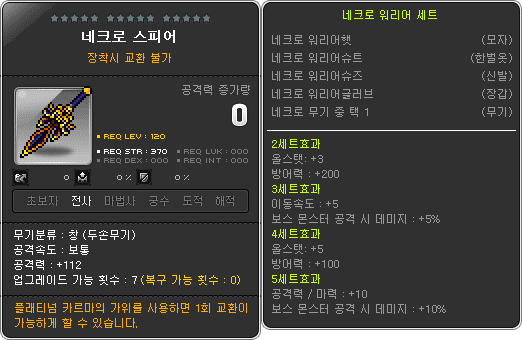 네크로 스피어
장착시 교환 불가
공격력 증가량
0
REQ LEV : 120
REQ STR : 370
REQ LUK : 000
REQ DEX : 000
REQ INT : 000
0 %
0 %
초보자 전사 마법사 궁수 도적 해적
무기분류 : 창 (두손무기)
공격속도 : 보통
공격력 : +112
업그레이드 가능 횟수 : 7 (복구 가능 횟수 : 0)
플래티넘 카르마의 가위를 사용하면 1회 교환이
가능하게 할 수 있습니다.
네크로 워리어 세트
네크로 워리어햇 (모자)
네크로 워리어슈트 (한벌옷)
네크로 워리어슈즈 (신발)
네크로 워리어글러브 (장갑)
네크로 무기 중 택 1 (무기)
2세트효과
올스탯: +3
방어력 : +200
3세트효과
이동속도 : +5
보스 몬스터 공격 시 데미지 : +5%
4세트효과
올스탯: +5
방어력 : +100
5세트효과
공격력 / 마력 : +10
보스 몬스터 공격 시 데미지 : +10%